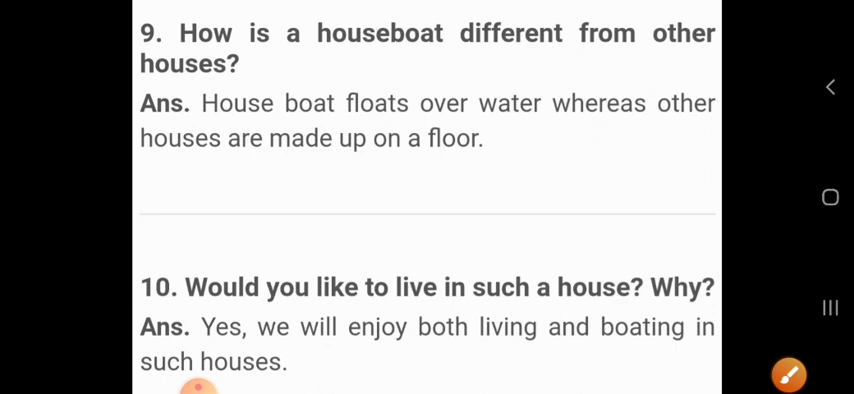 9. How is a houseboat different from other
houses?
Ans. House boat floats over water whereas other
houses are made up on a floor.
10. Would you like to live in such a house? Why?
Ans. Yes, we will enjoy both living and boating in
such houses.